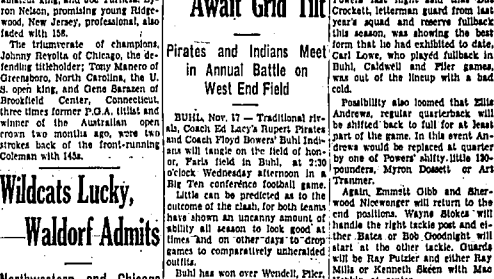 ron Nelson, promising young Ridge-
wood, New Jersey, professional, also
faded with 158.
The triumverate of champions,
Johnny Revolta of Chicago, the
defending titleholder; Tony Manero of
Greensboro, North Carolina, the U.
S. open king, and Gene Sarazen of
Brookfield Center, Connecticut,
three times former P.G.A. titlist and
winner of the Australian open
crown two months ago, were two
strokes back of the front-running
Coleman with 143s.
Wildcats Lucky,
Waldorf Admits
Northwestern and Chicago
Await Grid Tilt
Pirates and Indians Meet
in Annual Battle on
West End Field
BUHL, Nov. 17 — Traditional riv-
als, Coach Ed Lacy's Rupert Pirates
and Coach Floyd Bowers' Buhl Indi-
ans will tangle on the field of hon-
or, Faris field in Buhl, at 2:30
o'clock Wednesday afternoon in a
Big Ten conference football game.
Little can be predicted as to the
outcome of the clash, for both teams
have shown an uncanny amount of
ability all season to look good at
times and on other days to drop
games to comparatively unheralded
outfits.
Buhl has won over Wendell, Filer,
Crockett, letterman guard from last
year's squad and reserve fullback
this season, was showing the best
form that he had exhibited to date.
Carl Lowe, who played fullback in
Buhl, Caldwell and Filer games,
was out of the lineup with a bad
cold.
Possibility also loomed that Ellis
Andrews, regular quarterback will
be shifted back to full for at least
part of the game. In this event An-
drews would be replaced at quarter
by one of Powers' shifty little 130-
pounders, Myron Dossett or Art
Tranmer.
Again, Emmett Gibb and Sher-
wood Nicewonger will return to the
end positions. Wayne Stokes will
handle the right tackle post and ei-
ther Bates or Bob Goodnight will
start at the other tackle. Guards
will be Ray Putzier and either Ray
Mills or Kenneth Skeen with